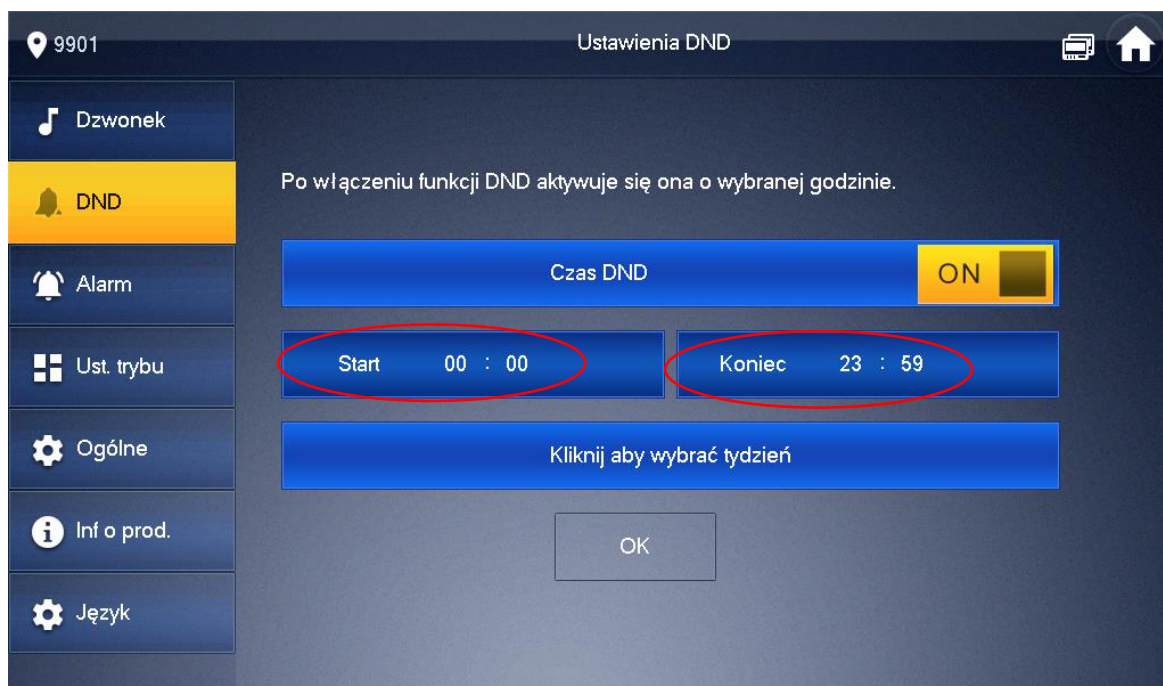 9901
Ustawienia DND
Dzwonek
DND
Alarm
Ust. trybu
Ogólne
Inf o prod.
Język
Po włączeniu funkcji DND aktywuje się ona o wybranej godzinie.
Czas DND
ON
Start 00 : 00
Koniec 23 : 59
Kliknij aby wybrać tydzień
OK